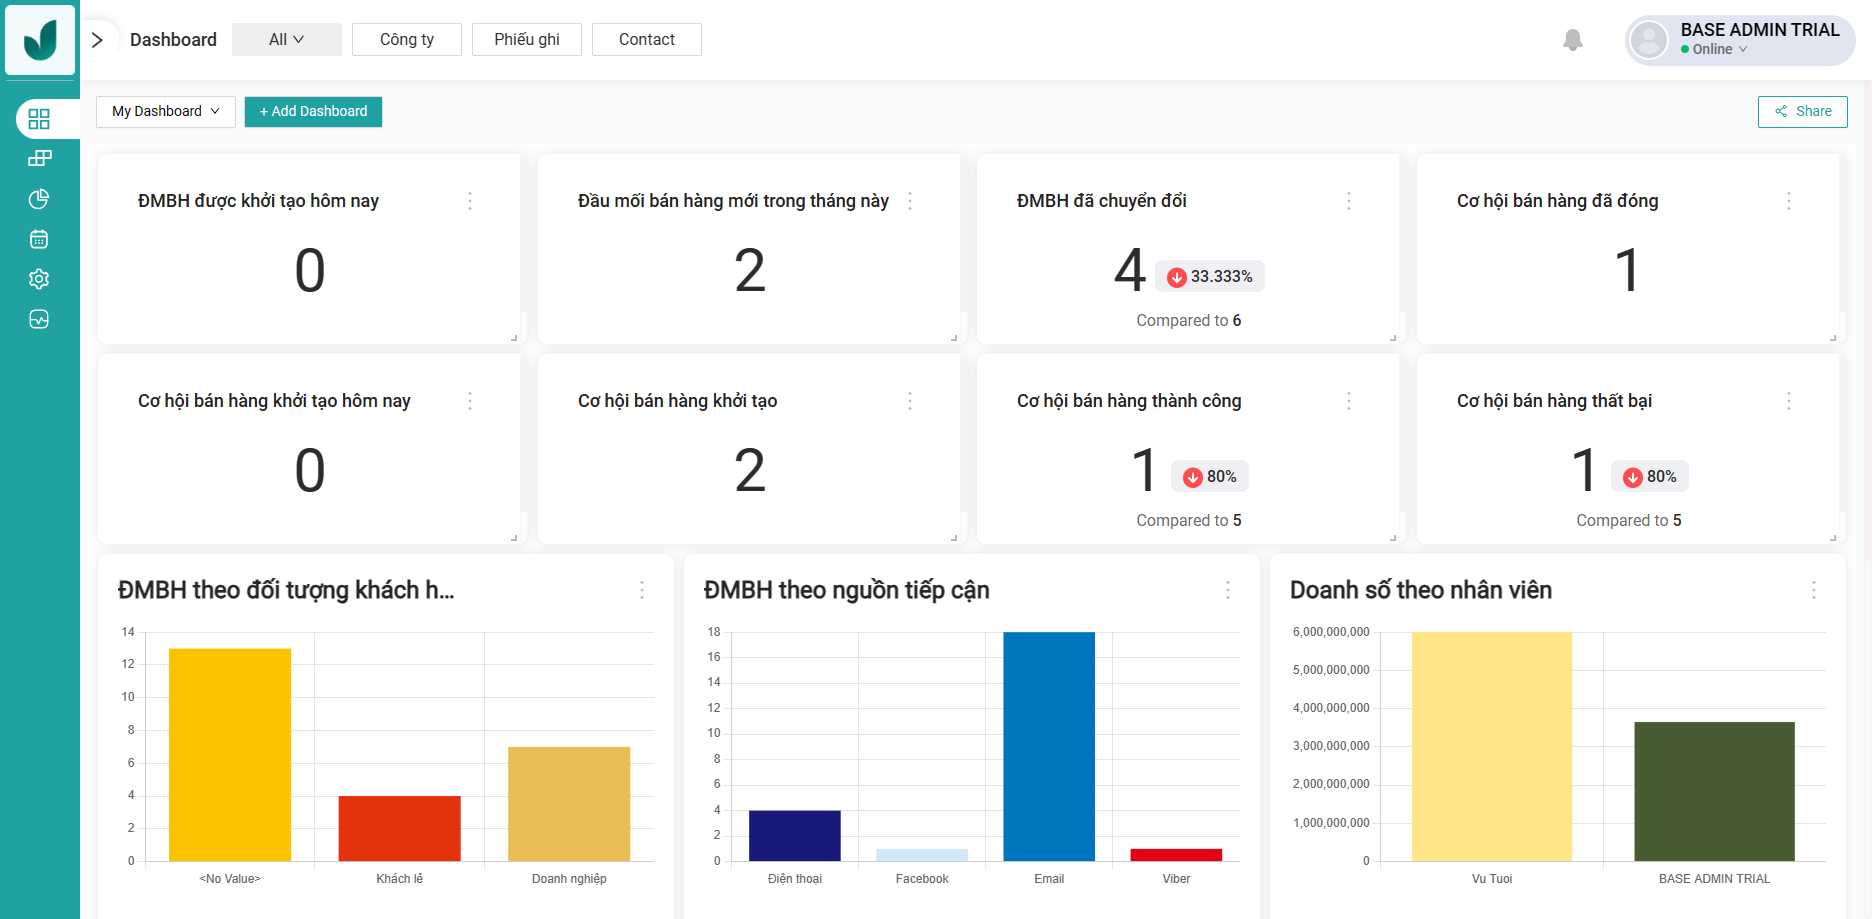 Dashboard
All
Công ty
Phiếu ghi
Contact
BASE ADMIN TRIAL
Online
My Dashboard
+ Add Dashboard
Share
ĐMBH được khởi tạo hôm nay
0
Đầu mối bán hàng mới trong tháng này
2
ĐMBH đã chuyển đổi
4
33.333%
Compared to 6
Cơ hội bán hàng đã đóng
1
Cơ hội bán hàng khởi tạo hôm nay
0
Cơ hội bán hàng khởi tạo
2
Cơ hội bán hàng thành công
1
80%
Compared to 5
Cơ hội bán hàng thất bại
1
80%
Compared to 5
ĐMBH theo đối tượng khách h...
14
12
10
8
6
4
2
0
<No Value>
Khách lẻ
Doanh nghiệp
ĐMBH theo nguồn tiếp cận
18
16
14
12
10
8
6
4
2
0
Điện thoại
Facebook
Email
Viber
Doanh số theo nhân viên
6,000,000,000
5,000,000,000
4,000,000,000
3,000,000,000
2,000,000,000
1,000,000,000
0
Vu Tuoi
BASE ADMIN TRIAL